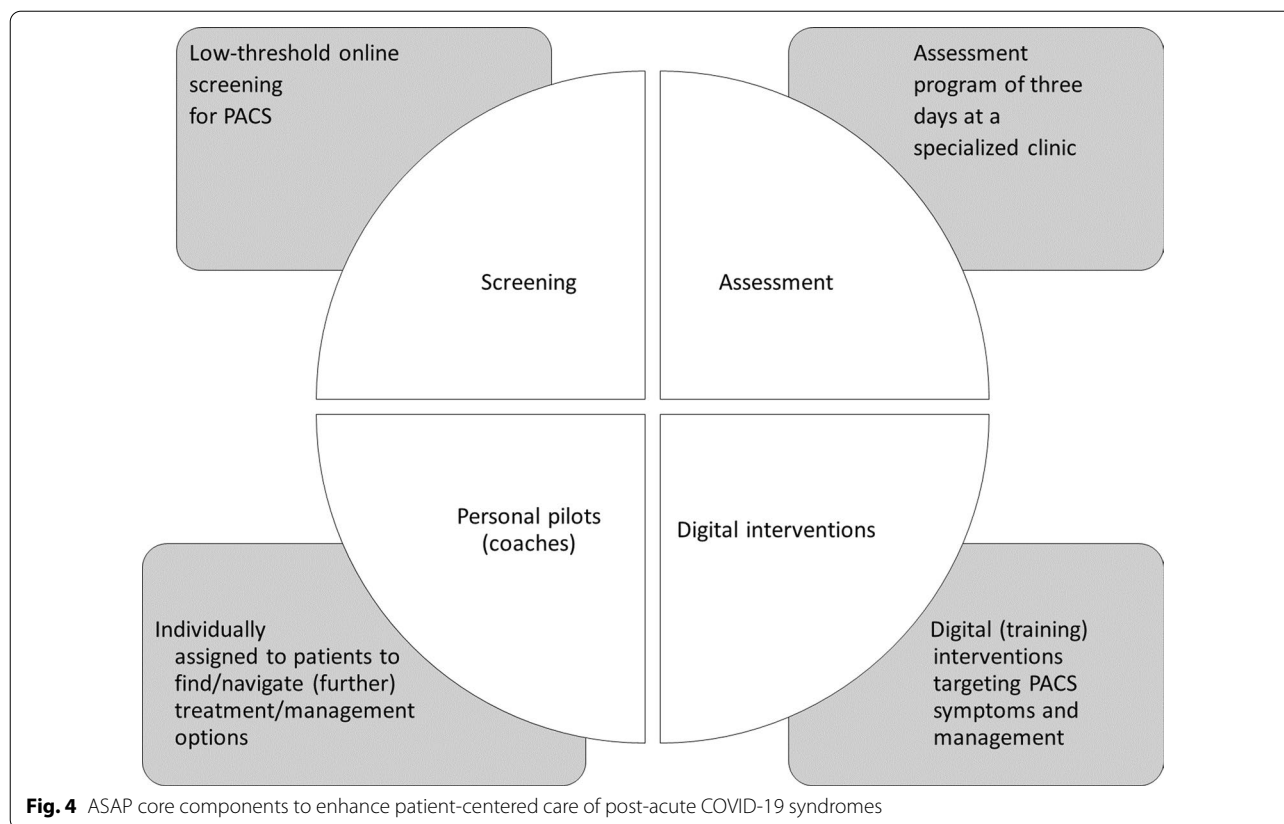 Low-threshold online
screening
for PACS
Assessment
program of three
days at a
specialized clinic
Screening
Assessment
Personal pilots
(coaches)
Digital interventions
Individually
assigned to patients to
find/navigate (further)
treatment/management
options
Digital (training)
interventions
targeting PACS
symptoms and
management
Fig. 4 ASAP core components to enhance patient-centered care of post-acute COVID-19 syndromes